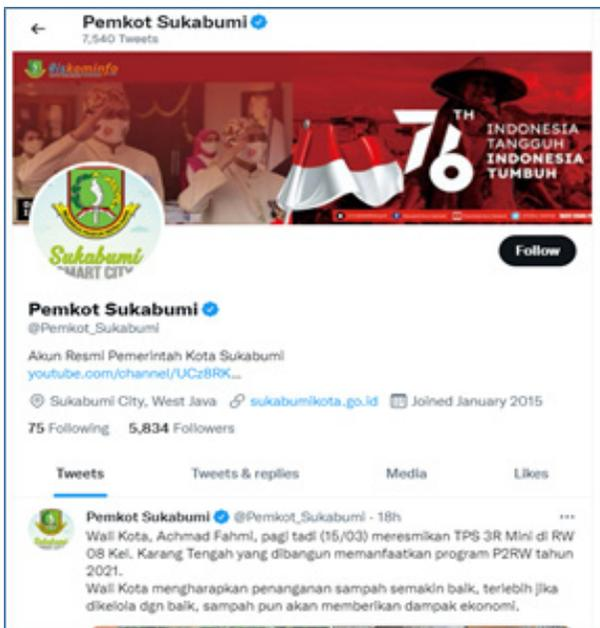 Pemkot Sukabumi
7,540 Tweets
Diskominfo
76
TH
INDONESIA
TANGGUH
INDONESIA
TUMBUH
Sukabumi
SMART CITY
Follow
Pemkot Sukabumi
@Pemkot_Sukabumi
Akun Resmi Pemerintah Kota Sukabumi
youtube.com/channel/UCz8RK...
Sukabumi City, West Java sukabumikota.go.id Joined January 2015
75 Following 5,834 Followers
Tweets Tweets & replies Media Likes
Pemkot Sukabumi @Pemkot_Sukabumi · 18h
Wali Kota, Achmad Fahmi, pagi tadi (15/03) meresmikan TPS 3R Mini di RW
08 Kel. Karang Tengah yang dibangun memanfaatkan program P2RW tahun
2021.
Wali Kota mengharapkan penanganan sampah semakin baik, terlebih jika
dikelola dgn baik, sampah pun akan memberikan dampak ekonomi.